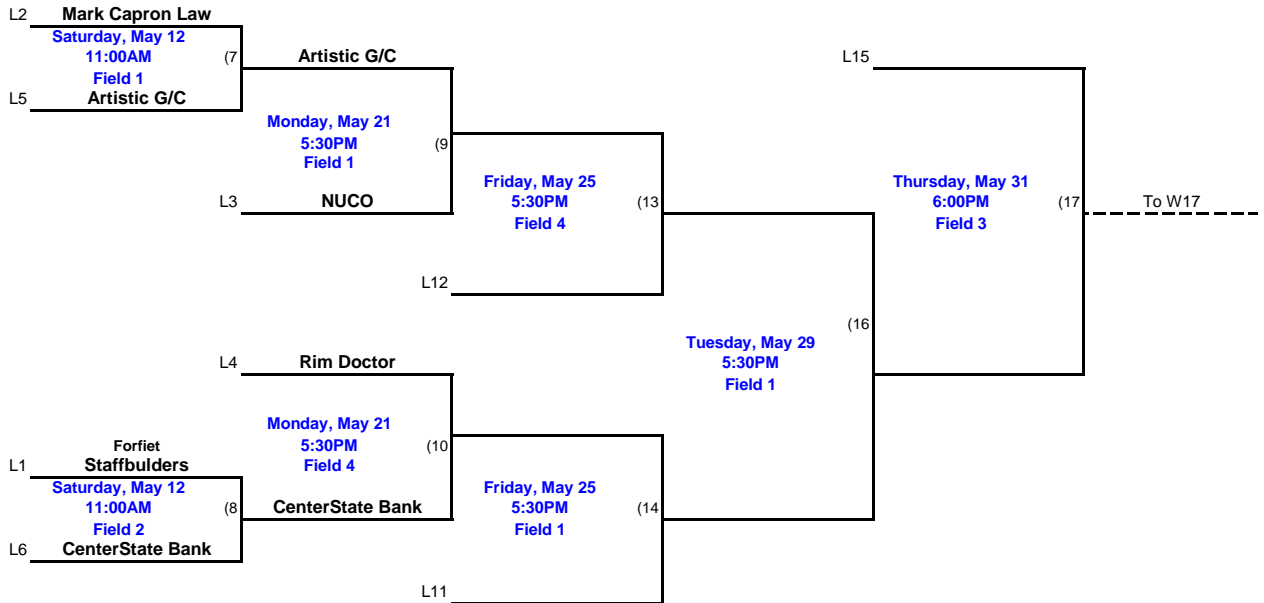 L2 Mark Capron Law
Saturday, May 12
11:00AM (7
Field 1
L5 Artistic G/C
Artistic G/C
Monday, May 21
5:30PM (9
Field 1
L3 NUCO
Friday, May 25
5:30PM (13
Field 4
L12
L15
Thursday, May 31
6:00PM (17
Field 3
To W17
(16
Tuesday, May 29
5:30PM
Field 1
L4 Rim Doctor
Monday, May 21
5:30PM (10
Field 4
Forfiet
L1 Staffbulders
Saturday, May 12
11:00AM (8
Field 2
L6 CenterState Bank
CenterState Bank
Friday, May 25
5:30PM (14
Field 1
L11